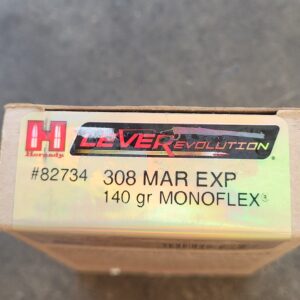 H LEVERevolution®
Hornady
#82734 308 MAR EXP
140 gr MONOFLEX®